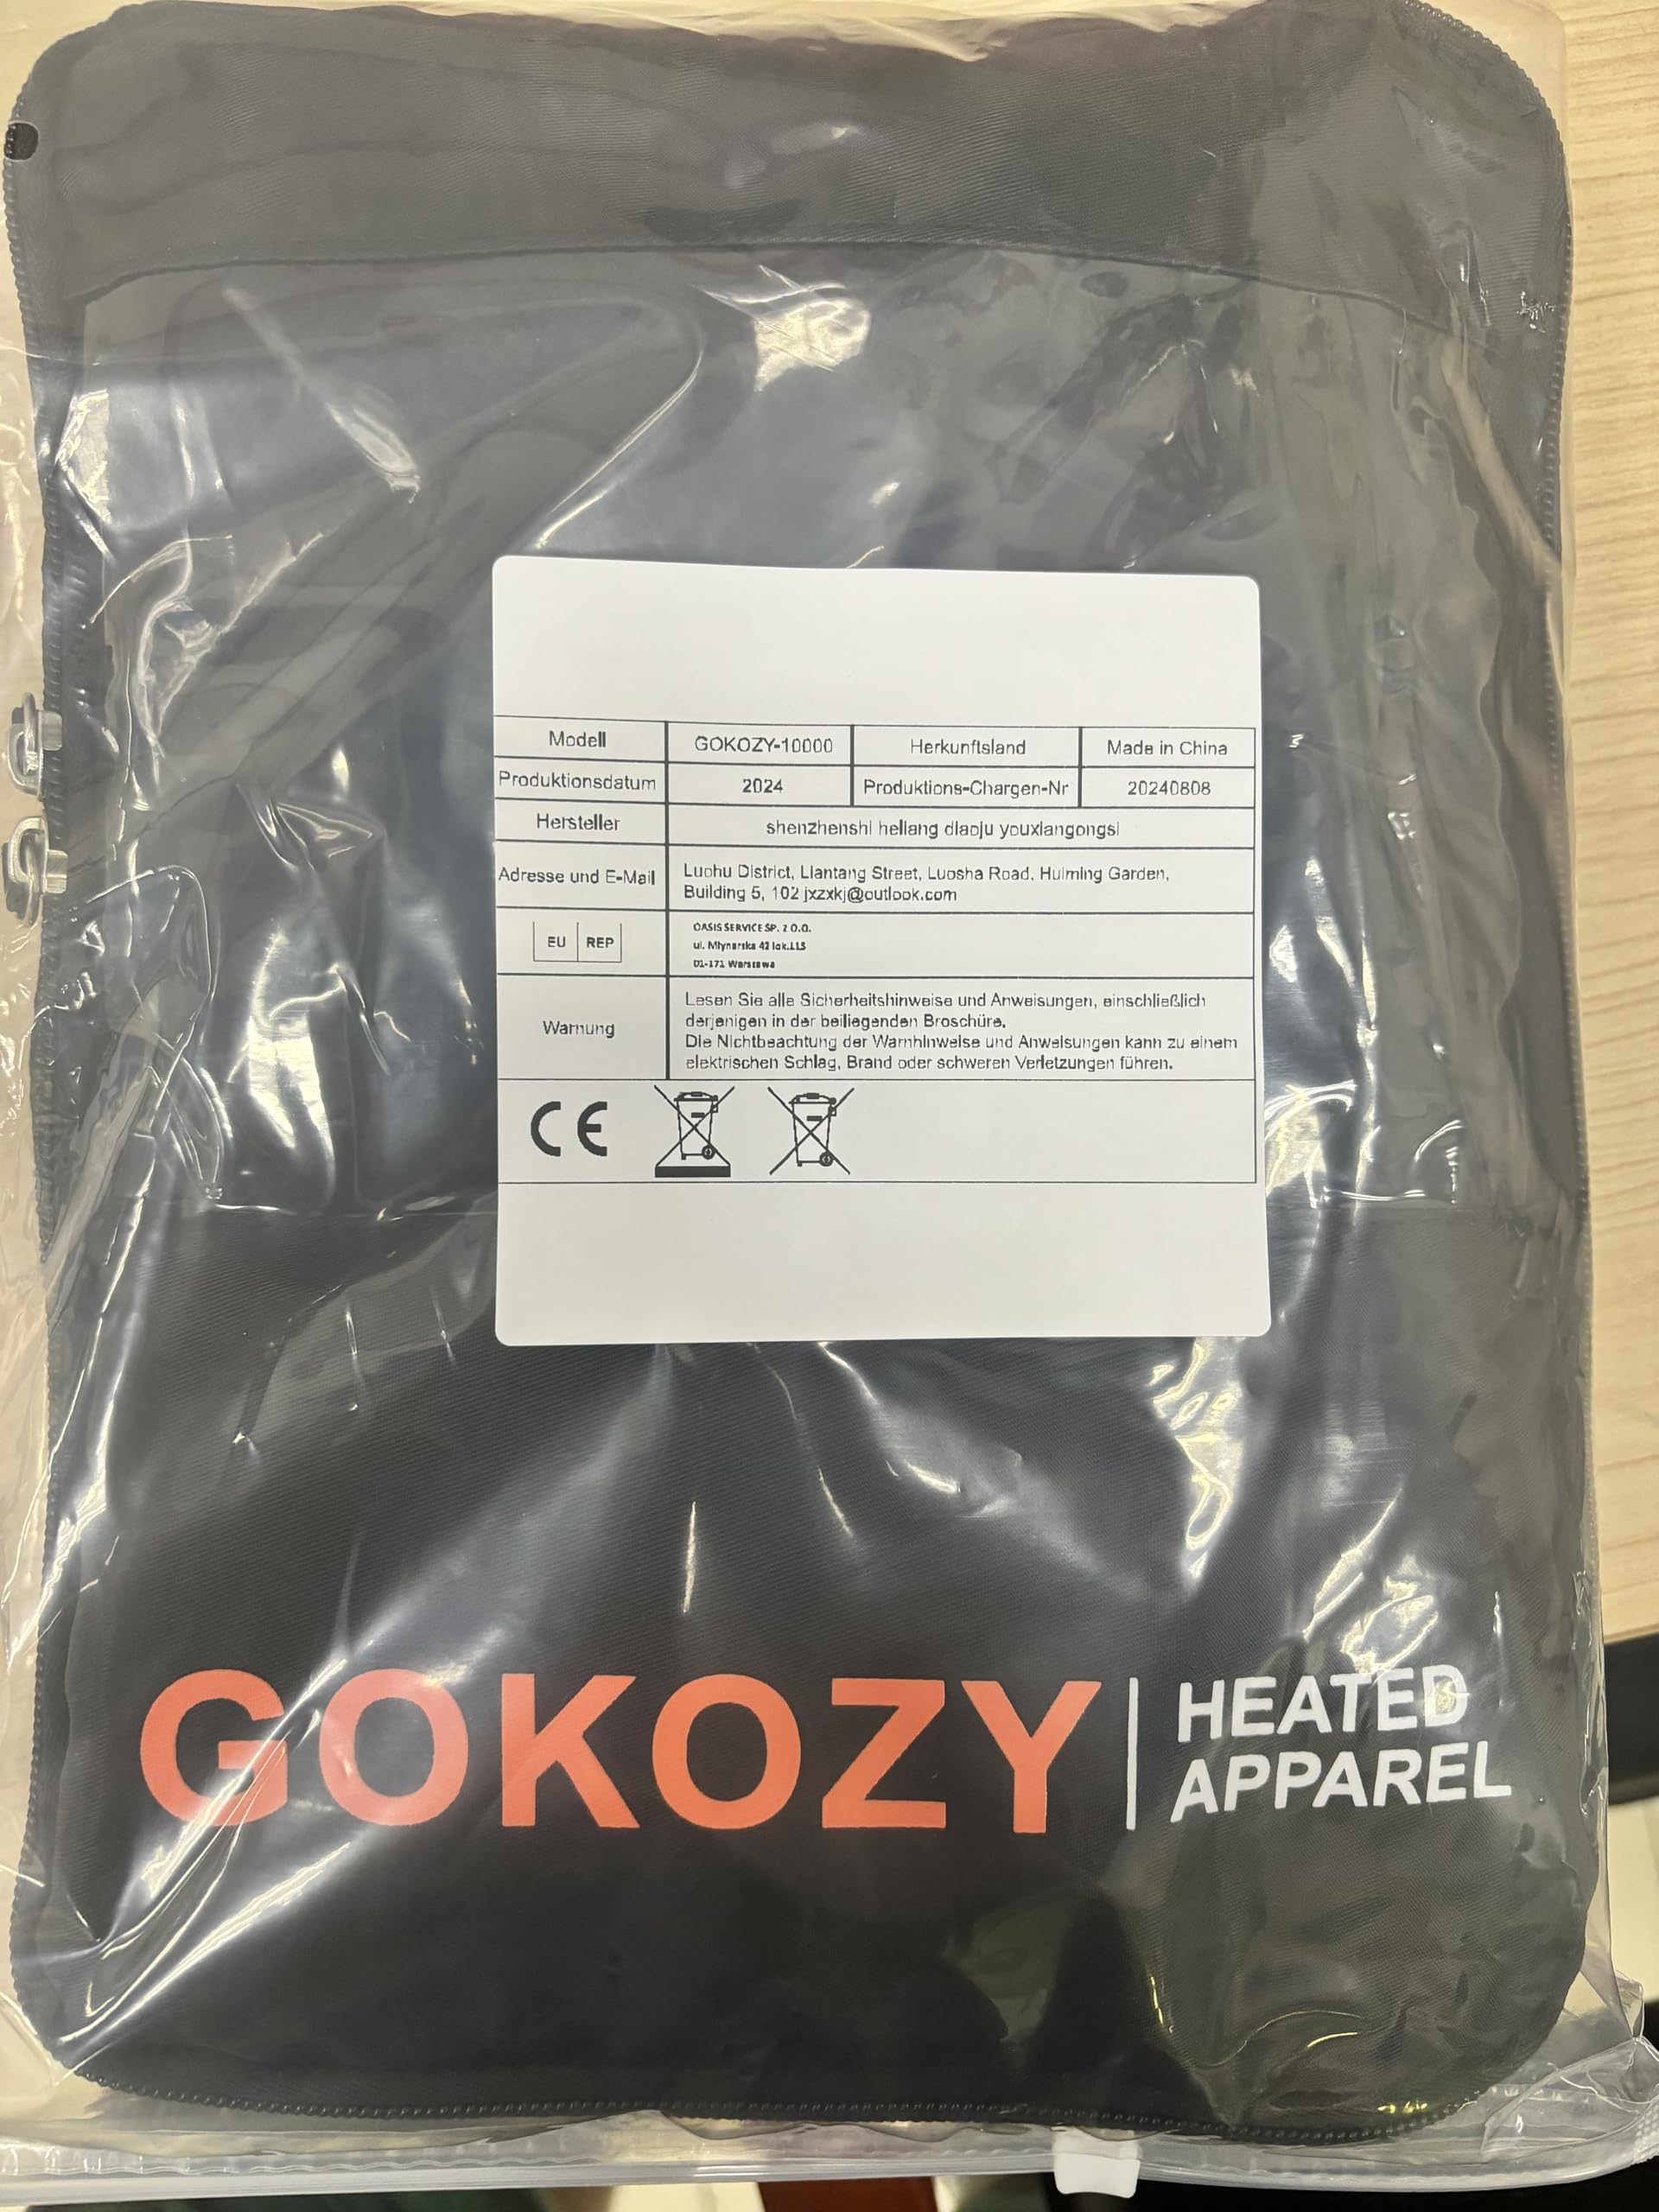 Modell GOKOZY-10000 Herkunftsland Made in China
Produktionsdatum 2024 Produktions-Chargen-Nr 20240808
Hersteller shenzhenshi heliang diaoju youxiangongsi
Adresse und E-Mail Luohu District, Liantang Street, Luosha Road, Huiming Garden,
Building 5, 102 jxzxkj@outlook.com
EU REP OASIS SERVICE SP. Z O.O.
ul. Młynarska 42 lok.115
01-171 Warszawa
Warnung Lesen Sie alle Sicherheitshinweise und Anweisungen, einschließlich
derjenigen in der beiliegenden Broschüre.
Die Nichtbeachtung der Warnhinweise und Anweisungen kann zu einem
elektrischen Schlag, Brand oder schweren Verletzungen führen.
CE
GOKOZY HEATED
APPAREL